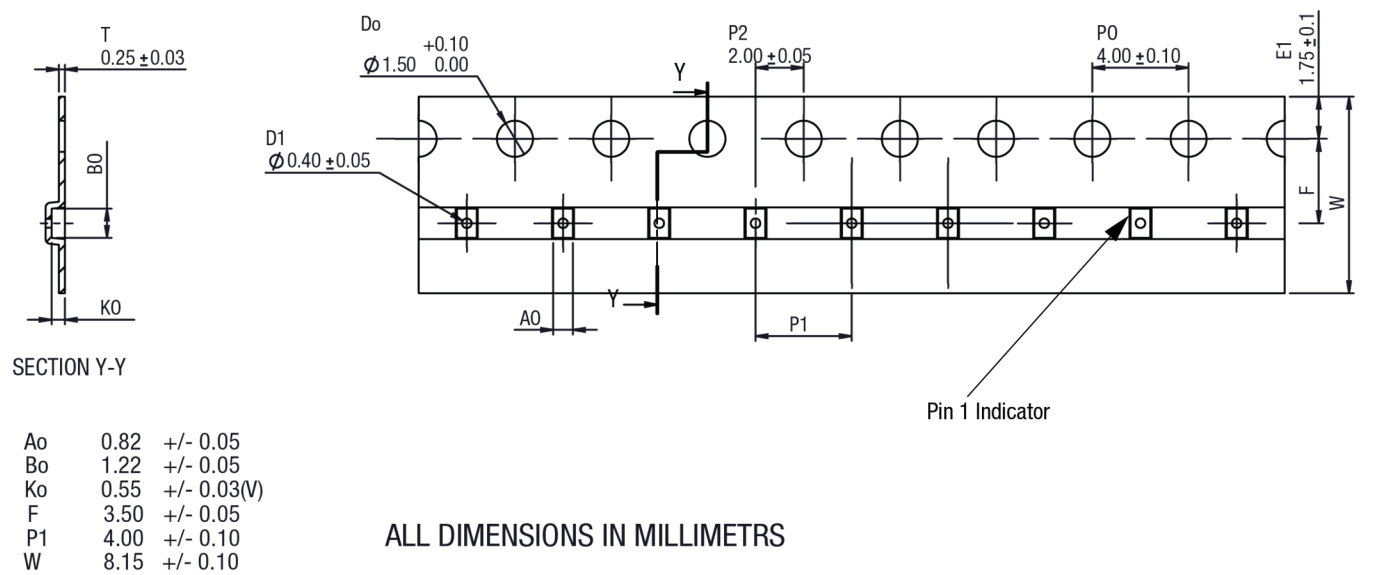 T
0.25 ±0.03
Do
Φ1.50 +0.10 0.00
D1
Φ0.40 ±0.05
Y
P2
2.00 ±0.05
P0
4.00 ±0.10
E1
1.75 ±0.1
B0
F
W
K0
A0
Y
P1
SECTION Y-Y
Pin 1 Indicator
Ao 0.82 +/- 0.05
Bo 1.22 +/- 0.05
Ko 0.55 +/- 0.03(V)
F 3.50 +/- 0.05
P1 4.00 +/- 0.10
W 8.15 +/- 0.10
ALL DIMENSIONS IN MILLIMETRS